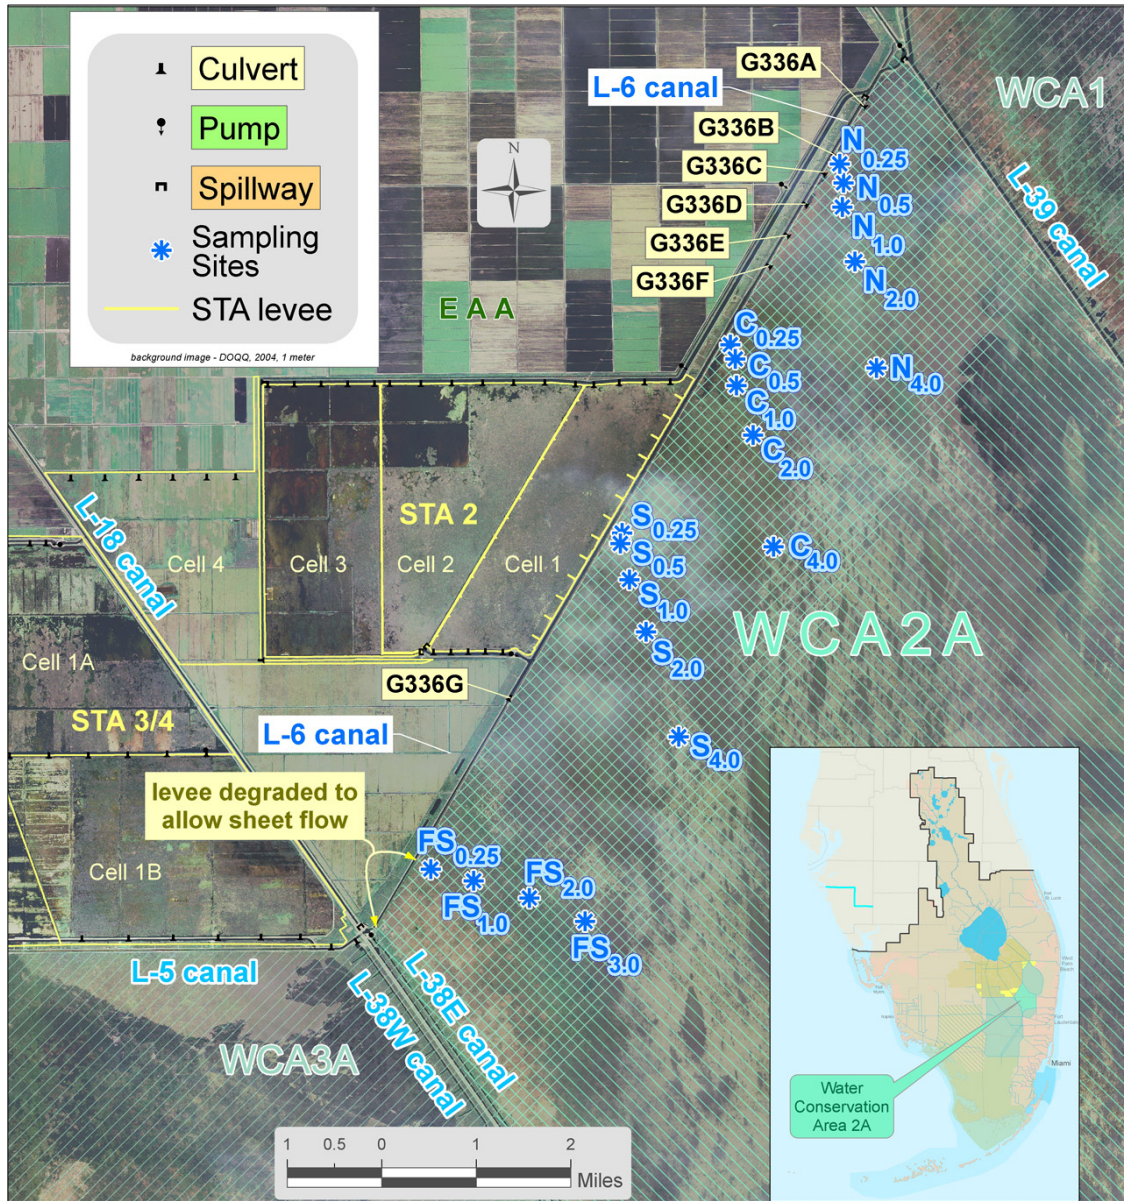 Culvert
Pump
Spillway
Sampling
Sites
STA levee
background image - DOQQ, 2004, 1 meter
N
G336A
L-6 canal
G336B
G336C
G336D
G336E
G336F
WCA1
L-39 canal
EAA
N0.25
N0.5
N1.0
N2.0
N4.0
C0.25
C0.5
C1.0
C2.0
C4.0
S0.25
S0.5
S1.0
S2.0
S4.0
WCA2A
STA 2
Cell 4
Cell 3
Cell 2
Cell 1
L-18 canal
Cell 1A
STA 3/4
Cell 1B
G336G
L-6 canal
levee degraded to
allow sheet flow
FS0.25
FS1.0
FS2.0
FS3.0
L-5 canal
L-38E canal
L-38W canal
WCA3A
1 0.5 0 1 2
Miles
Miami
Water
Conservation
Area 2A